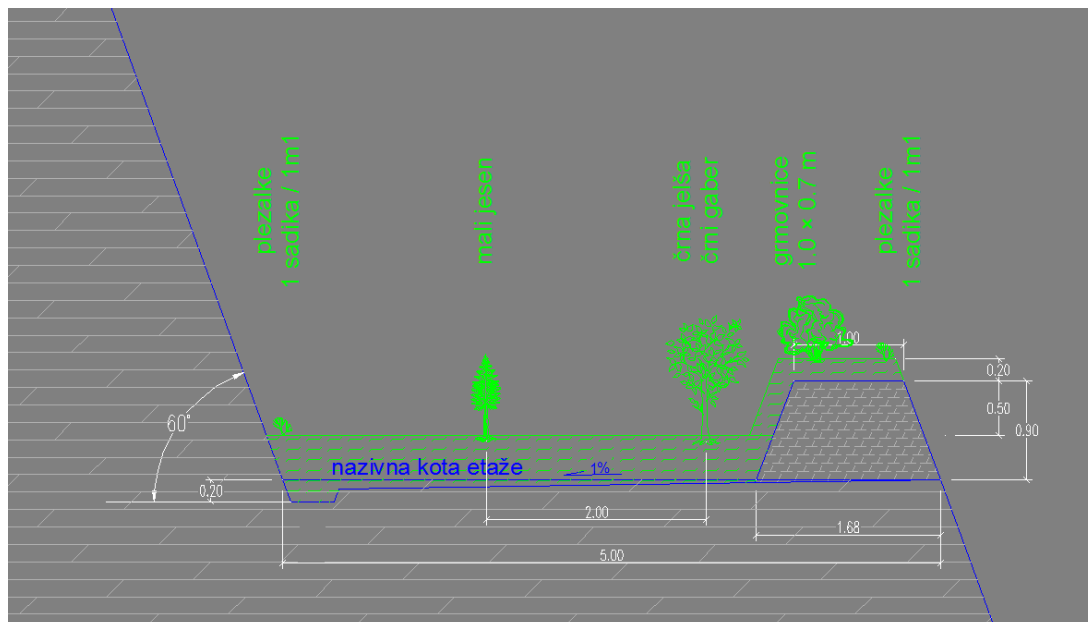 plezalke
1 sadika / 1m1
mali jesen
črna jelša
črni gaber
grmovnice
1.0 × 0.7 m
plezalke
1 sadika / 1m1
1.00
0.20
0.50
0.90
60°
nazivna kota etaže
1%
0.20
2.00
1.68
5.00